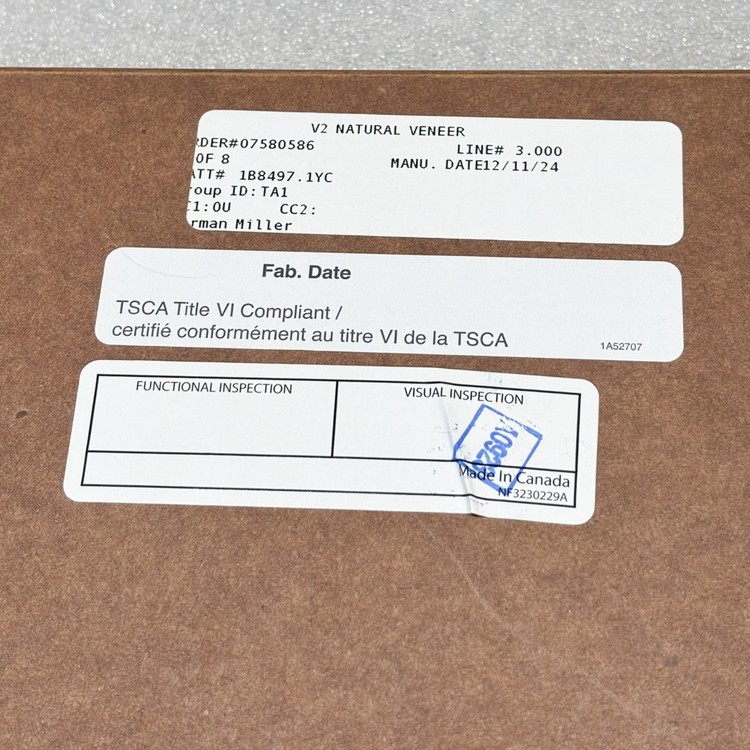 V2 NATURAL VENEER
RDER#07580586 LINE# 3.000
OF 8 MANU. DATE12/11/24
ATT# 1B8497.1YC
roup ID:TA1
C1:OU CC2:
rman Miller
Fab. Date
TSCA Title VI Compliant /
certifié conformément au titre VI de la TSCA 1A52707
FUNCTIONAL INSPECTION VISUAL INSPECTION
Made In Canada
NF3230229A